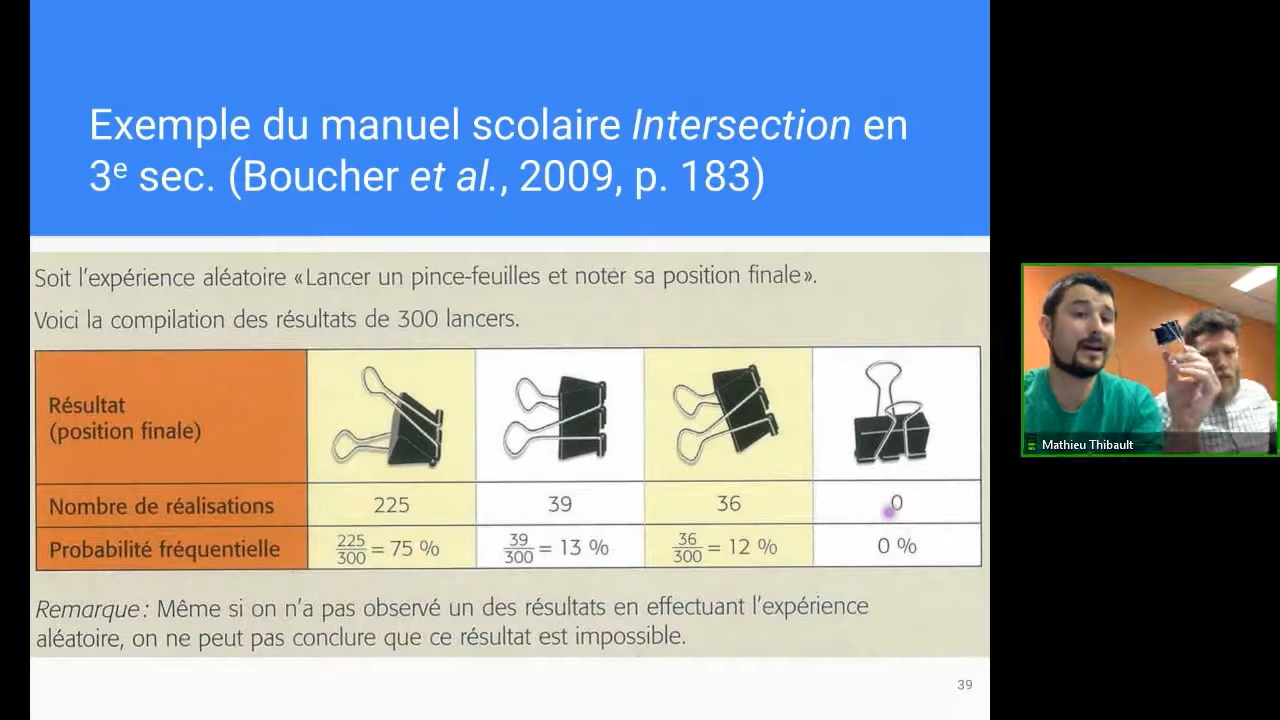 Exemple du manuel scolaire Intersection en
3e sec. (Boucher et al., 2009, p. 183)
Soit l'expérience aléatoire «Lancer un pince-feuilles et noter sa position finale».
Voici la compilation des résultats de 300 lancers.
Résultat
(position finale)
Nombre de réalisations 225 39 36 0
Probabilité fréquentielle 225/300 = 75 % 39/300 = 13 % 36/300 = 12 % 0 %
Remarque : Même si on n'a pas observé un des résultats en effectuant l'expérience
aléatoire, on ne peut pas conclure que ce résultat est impossible.
39
Mathieu Thibault